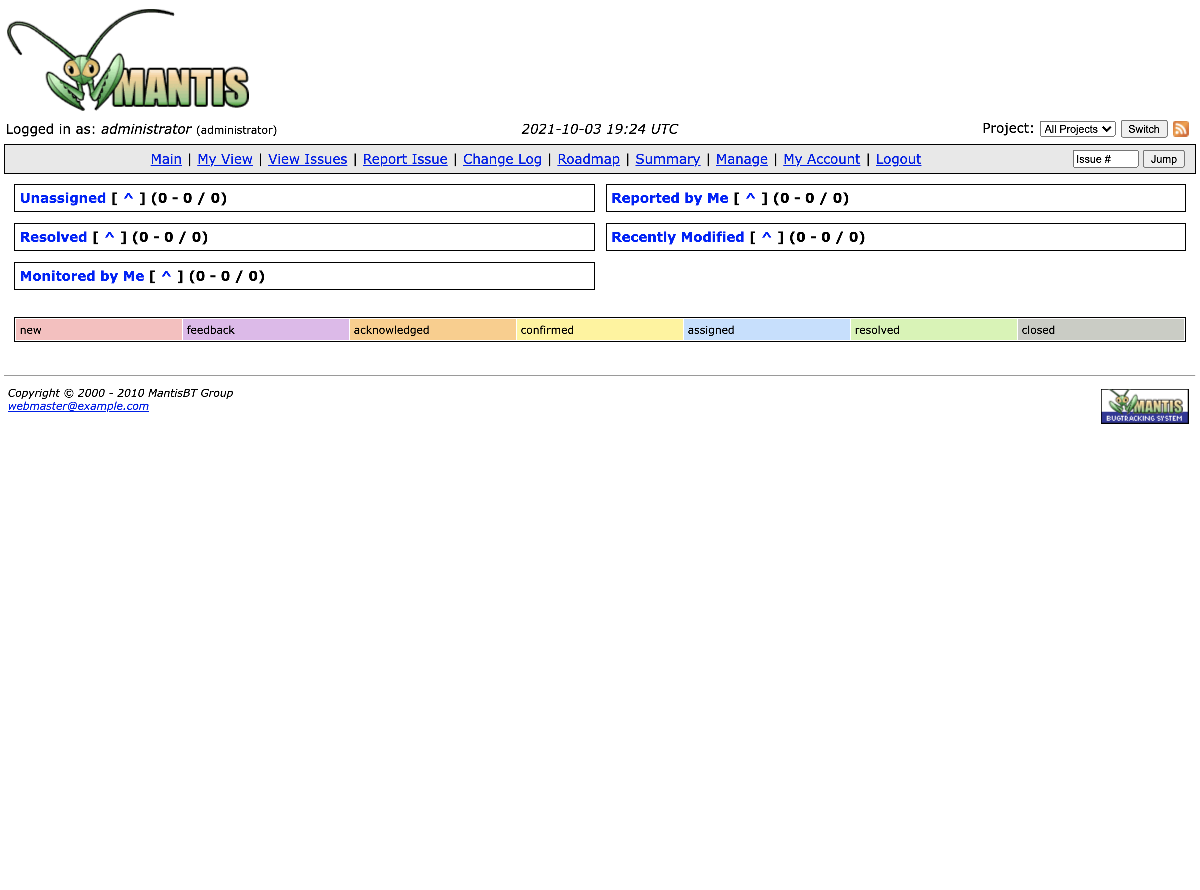 MANTIS
Logged in as: administrator (administrator)
2021-10-03 19:24 UTC
Project: All Projects Switch
Main | My View | View Issues | Report Issue | Change Log | Roadmap | Summary | Manage | My Account | Logout
Issue # Jump
Unassigned [ ^ ] (0 - 0 / 0)
Reported by Me [ ^ ] (0 - 0 / 0)
Resolved [ ^ ] (0 - 0 / 0)
Recently Modified [ ^ ] (0 - 0 / 0)
Monitored by Me [ ^ ] (0 - 0 / 0)
new feedback acknowledged confirmed assigned resolved closed
Copyright © 2000 - 2010 MantisBT Group
webmaster@example.com
MANTIS
BUGTRACKING SYSTEM